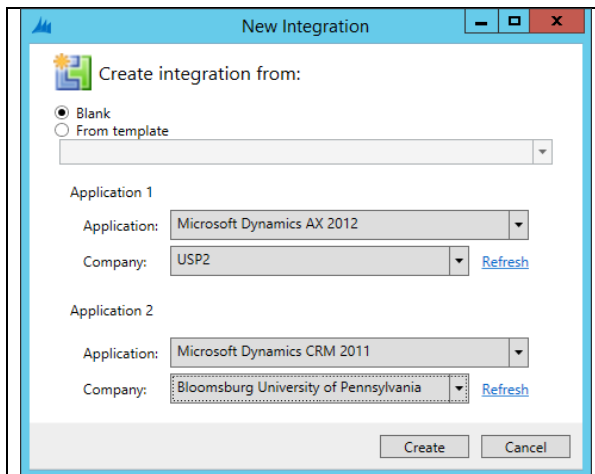 New Integration
Create integration from:
Blank
From template
Application 1
Application: Microsoft Dynamics AX 2012
Company: USP2 Refresh
Application 2
Application: Microsoft Dynamics CRM 2011
Company: Bloomsburg University of Pennsylvania Refresh
Create Cancel